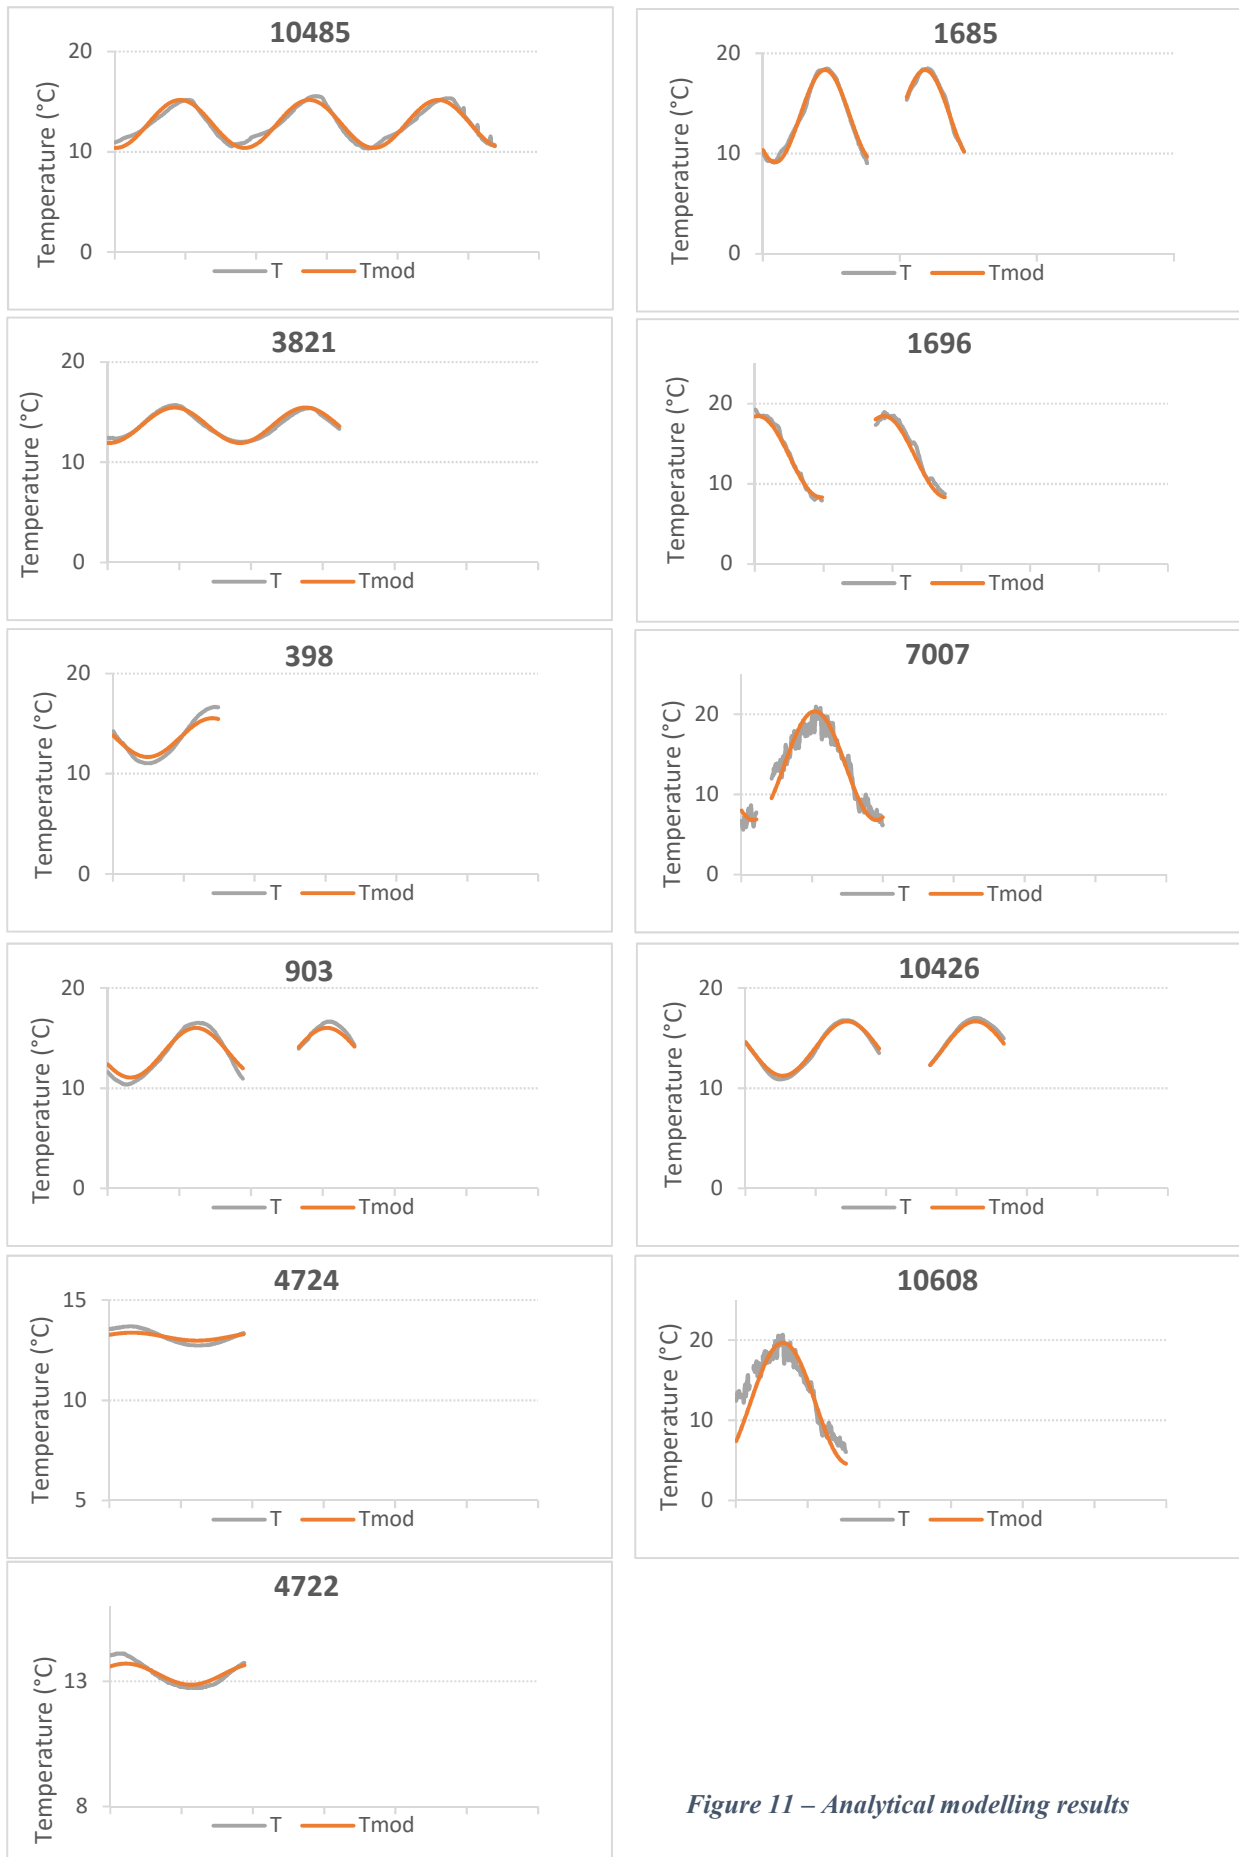 10485
Temperature (°C)
20
10
0
T Tmod
1685
Temperature (°C)
20
10
0
T Tmod
3821
Temperature (°C)
20
10
0
T Tmod
1696
Temperature (°C)
20
10
0
T Tmod
398
Temperature (°C)
20
10
0
T Tmod
7007
Temperature (°C)
20
10
0
T Tmod
903
Temperature (°C)
20
10
0
T Tmod
10426
Temperature (°C)
20
10
0
T Tmod
4724
Temperature (°C)
15
10
5
T Tmod
10608
Temperature (°C)
20
10
0
T Tmod
4722
Temperature (°C)
13
8
T Tmod
Figure 11 – Analytical modelling results